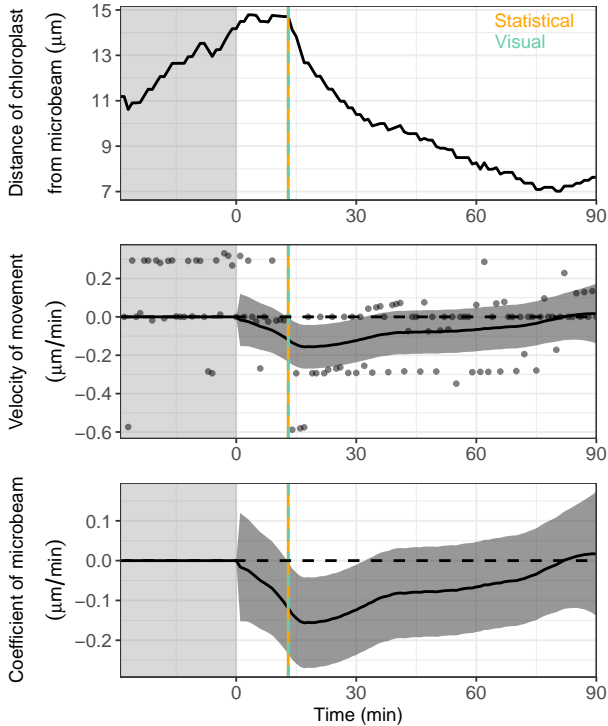 Distance of chloroplast
from microbeam (μm)
15
13
11
9
7
Statistical
Visual
0
30
60
90
Velocity of movement
(μm/min)
0.2
0.0
−0.2
−0.4
−0.6
0
30
60
90
Coefficient of microbeam
(μm/min)
0.1
0.0
−0.1
−0.2
0
30
60
90
Time (min)